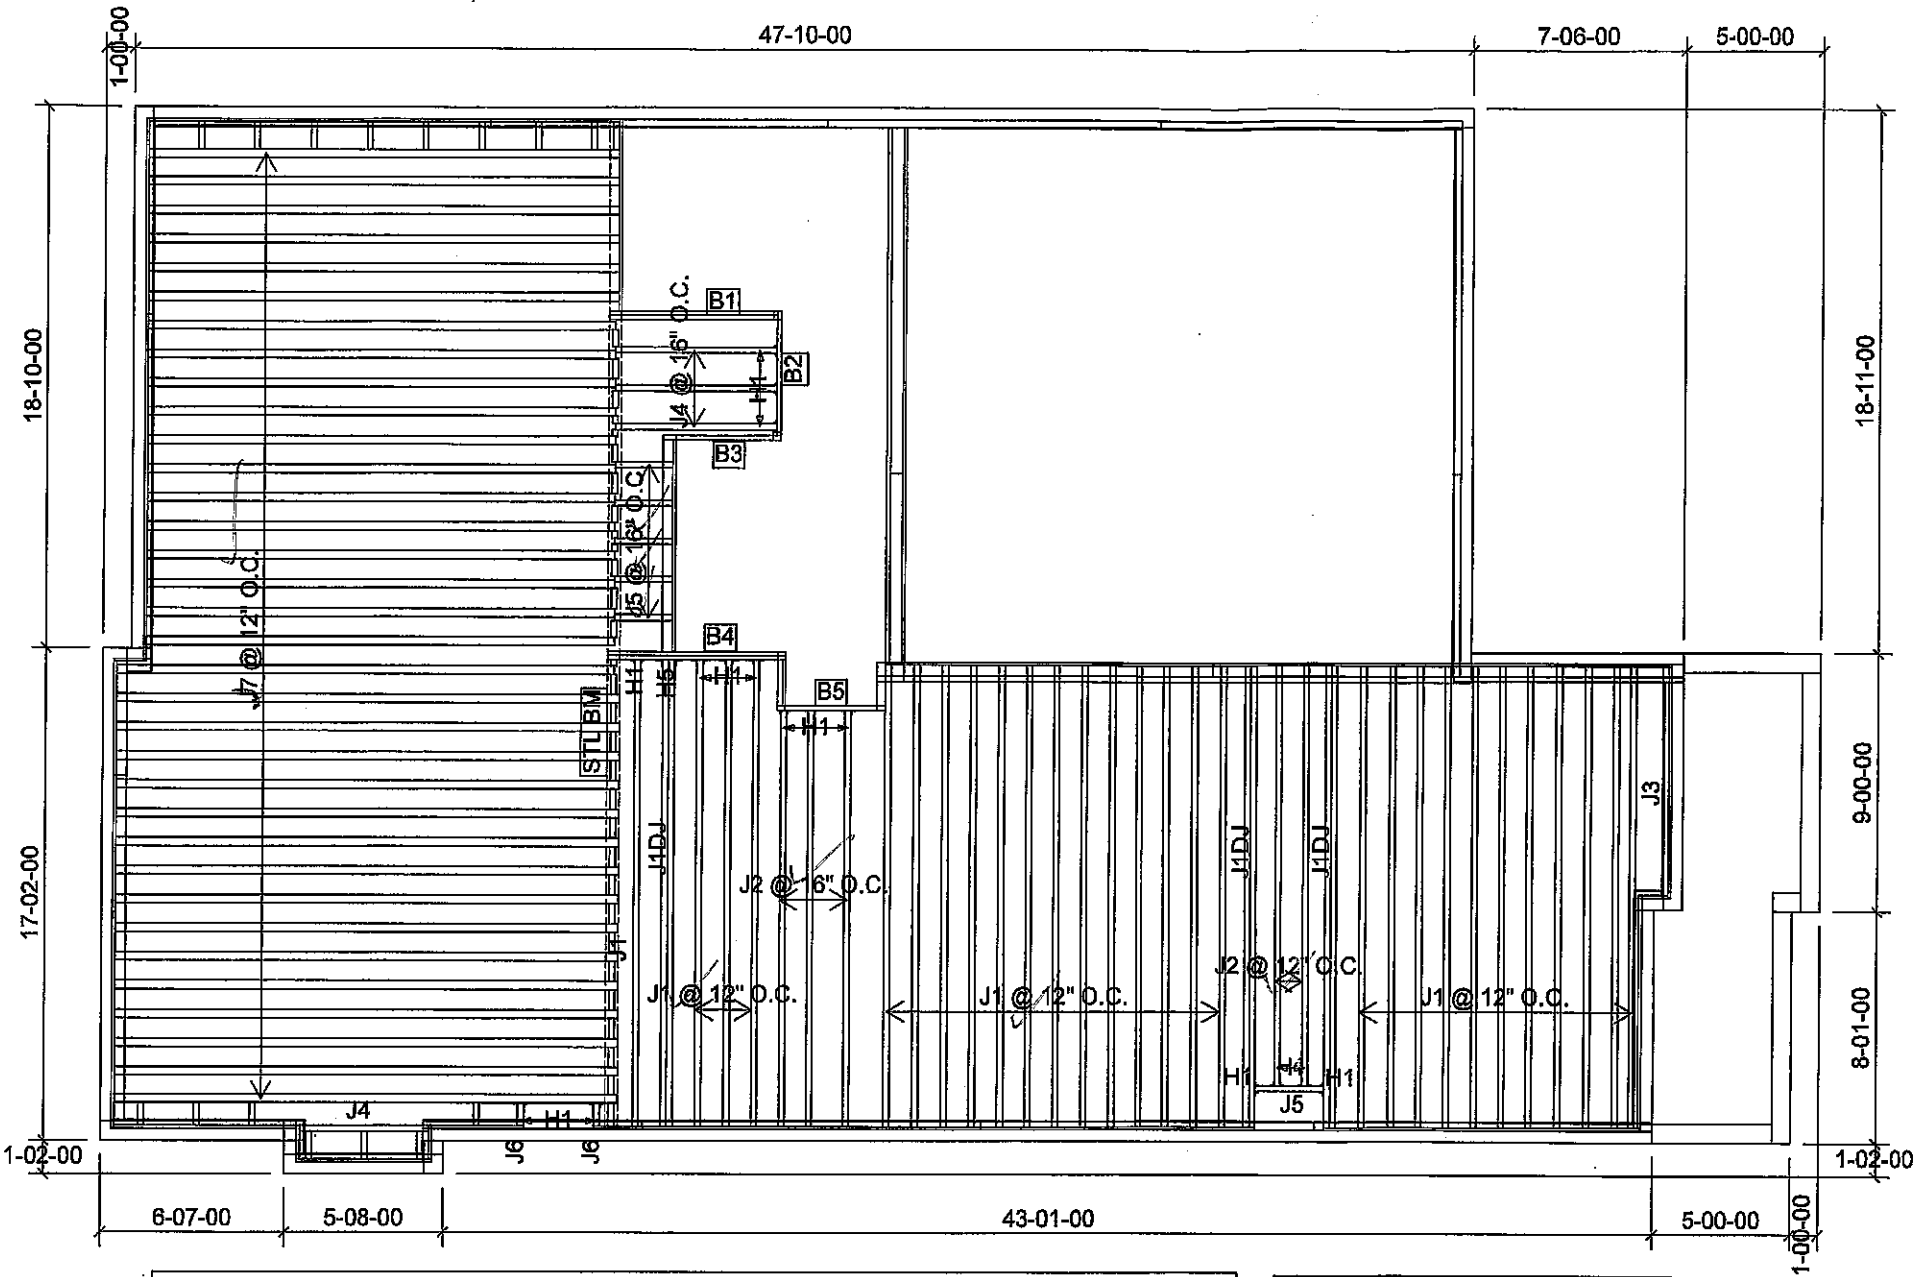 1-00-00
47-10-00
7-06-00
5-00-00
18-10-00
18-11-00
B1
J4 @ 16" O.C.
H1
B2
B3
J5 @ 16" O.C.
J7 @ 12" O.C.
B4
H1
H5
H1
B5
H1
STL BM
J1DJ
J3
9-00-00
17-02-00
J1DJ
J1DJ
J2 @ 16" O.C.
J1
J2 @ 12" O.C.
J1 @ 12" O.C.
J1 @ 12" O.C.
J1 @ 12" O.C.
8-01-00
H1
H1
J5
J4
H1
J6
J6
1-02-00
1-02-00
6-07-00
5-08-00
43-01-00
5-00-00
1-00-00